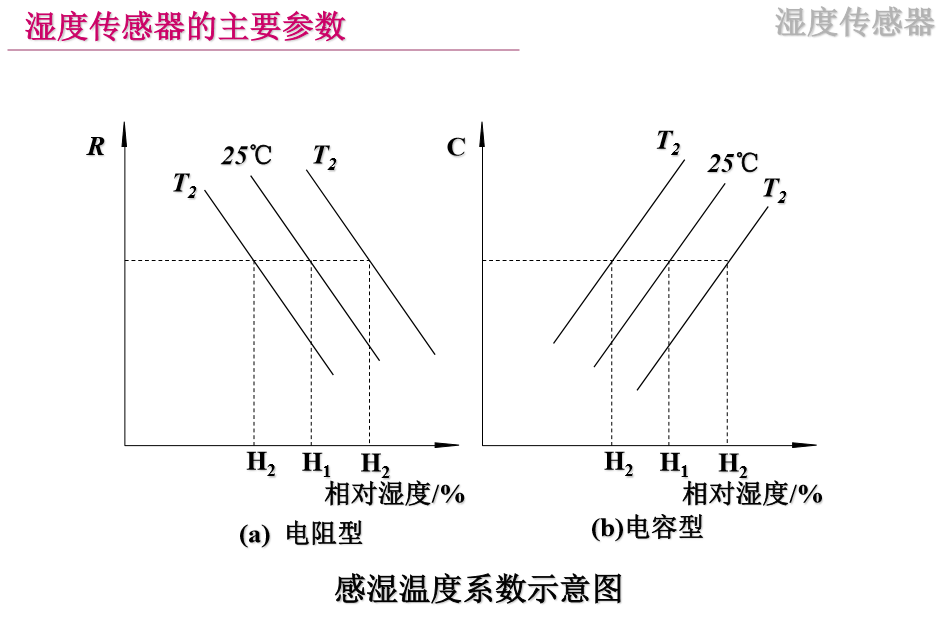 湿度传感器的主要参数
湿度传感器
R
25℃
T2
T2
H2
H1
H2
相对湿度/%
(a) 电阻型
C
T2
25℃
T2
H2
H1
H2
相对湿度/%
(b)电容型
感湿温度系数示意图